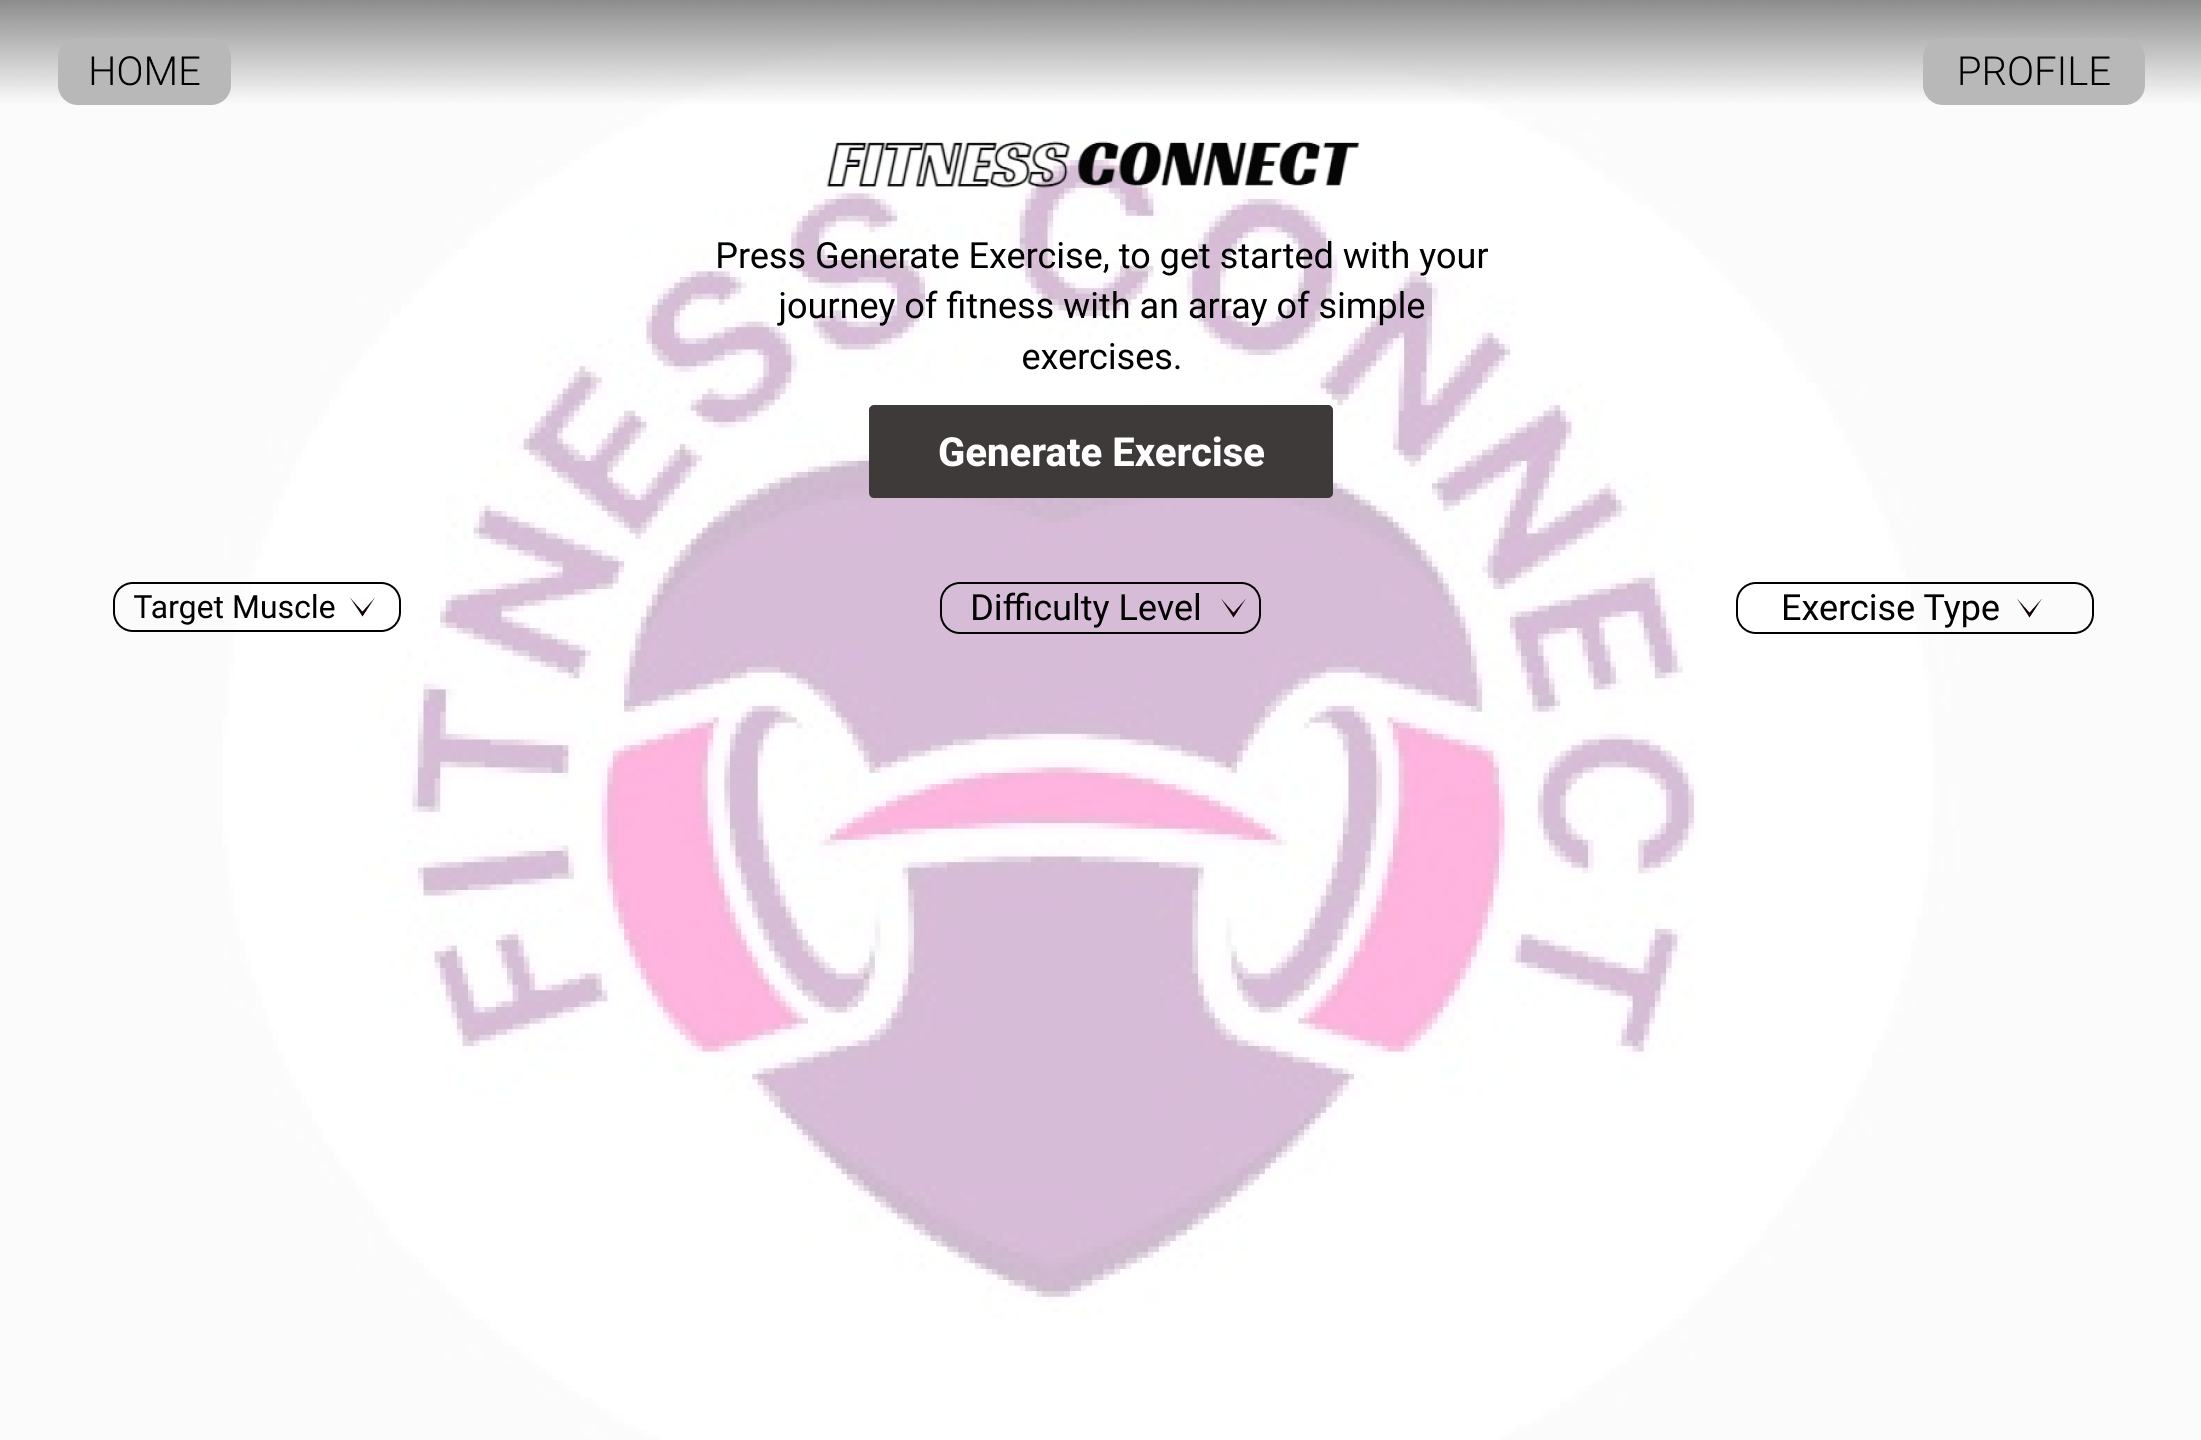 HOME
PROFILE
FITNESS CONNECT
FITNESS CONNECT
Press Generate Exercise, to get started with your
journey of fitness with an array of simple
exercises.
Generate Exercise
Target Muscle
Difficulty Level
Exercise Type